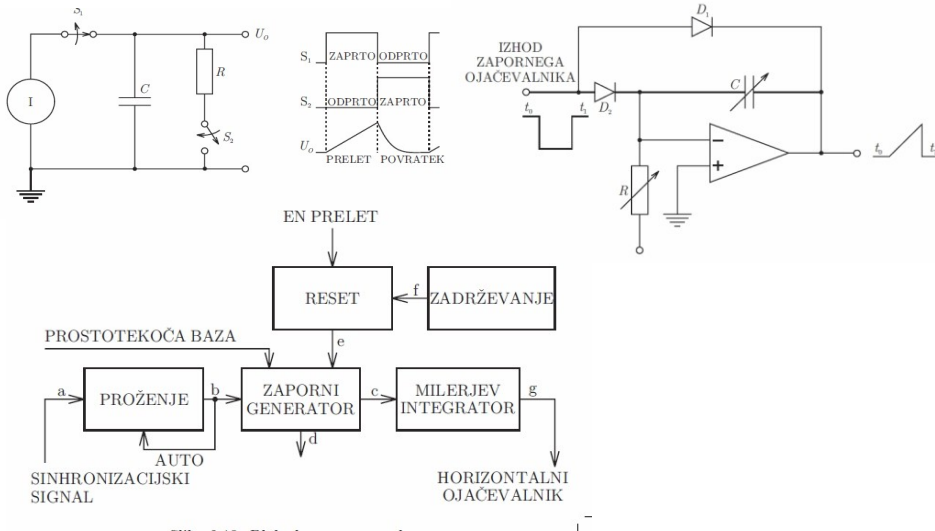 S₁
I
C
R
S₂
Uₒ
S₁ ZAPRTO ODPRTO
S₂ ODPRTO ZAPRTO
Uₒ
PRELET POVRATEK
D₁
IZHOD
ZAPORNEGA
OJAČEVALNIKA
t₀ t₁
D₂
C
R
−
+
t₀ t
EN PRELET
RESET
f
ZADRŽEVANJE
PROSTOTEKOČA BAZA
e
a
PROŽENJE
b
ZAPORNI
GENERATOR
c
MILERJEV
INTEGRATOR
g
d
AUTO
SINHRONIZACIJSKI
SIGNAL
HORIZONTALNI
OJAČEVALNIK